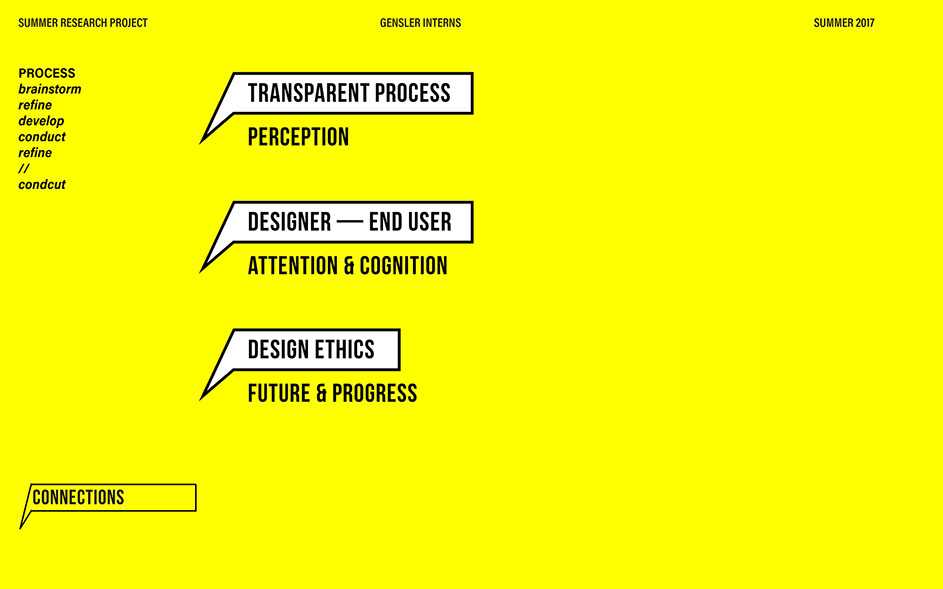 SUMMER RESEARCH PROJECT
GENSLER INTERNS
SUMMER 2017
PROCESS
brainstorm
refine
develop
conduct
refine
//
condcut
TRANSPARENT PROCESS
PERCEPTION
DESIGNER — END USER
ATTENTION & COGNITION
DESIGN ETHICS
FUTURE & PROGRESS
CONNECTIONS